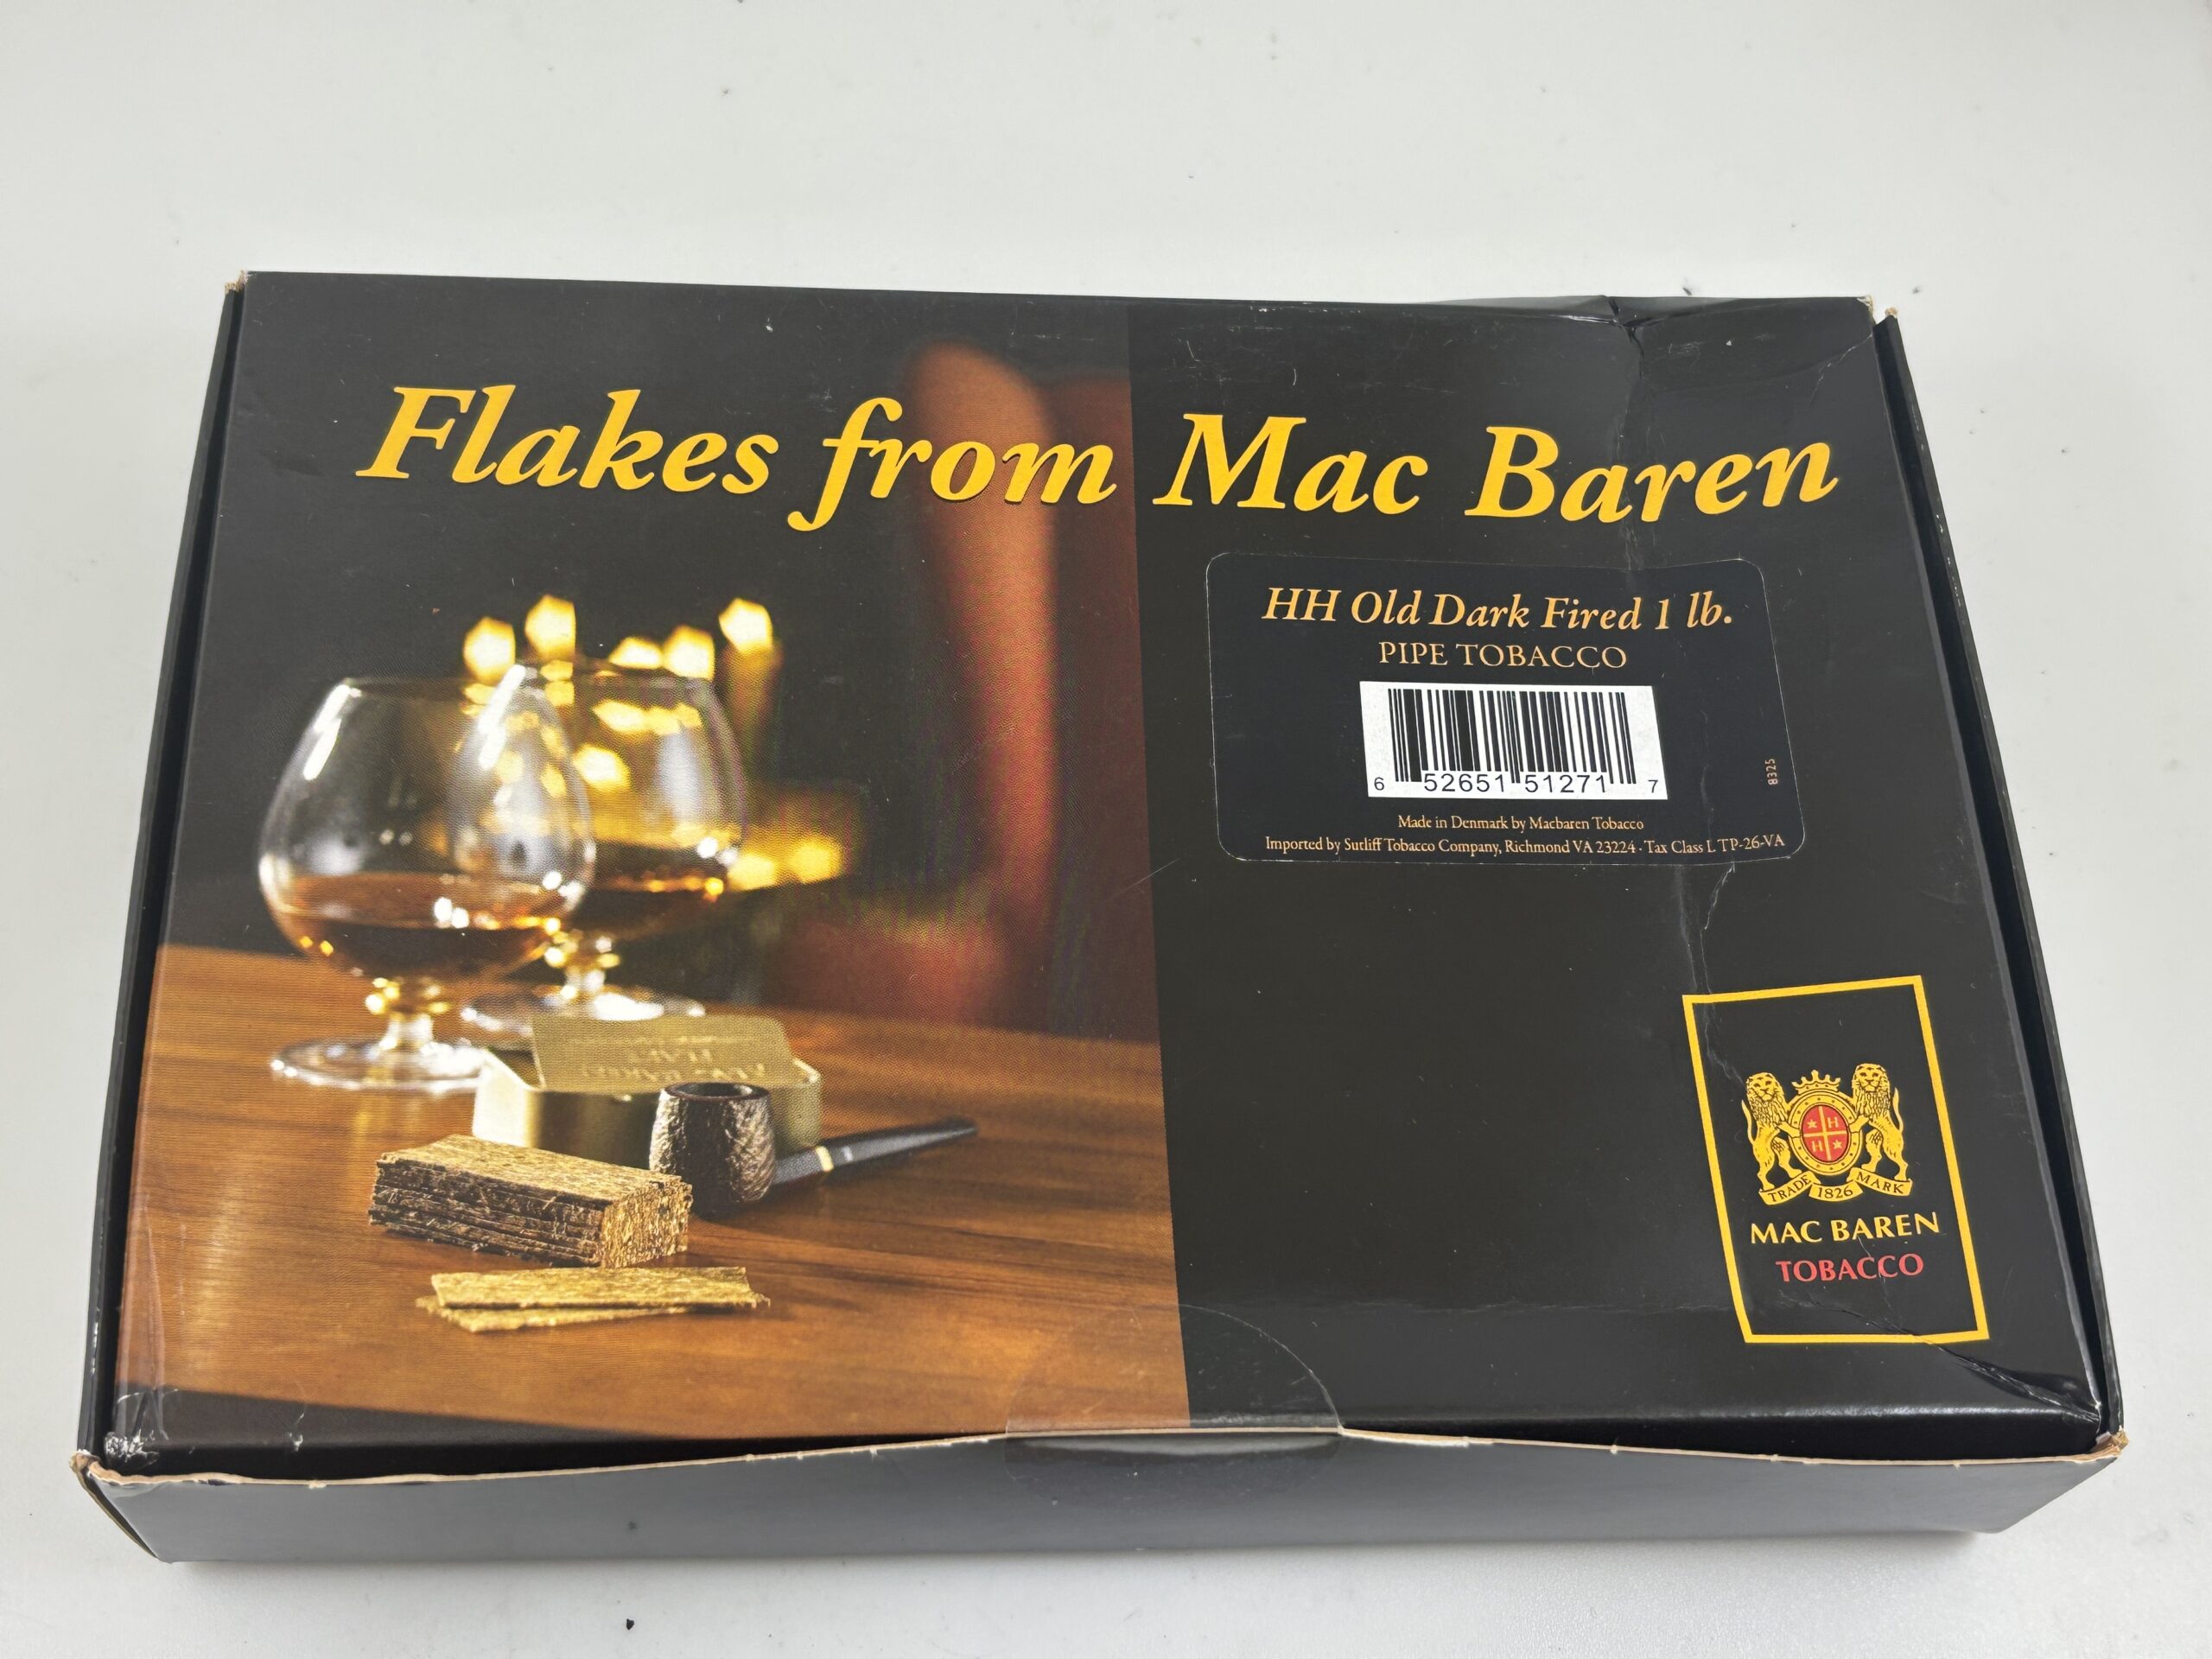 Flakes from Mac Baren
HH Old Dark Fired 1 lb.
PIPE TOBACCO
6 52651 51271 7
8325
Made in Denmark by Macbaren Tobacco
Imported by Sutliff Tobacco Company, Richmond VA 23224 · Tax Class L TP-26-VA
H
H
TRADE 1826 MARK
MAC BAREN
TOBACCO